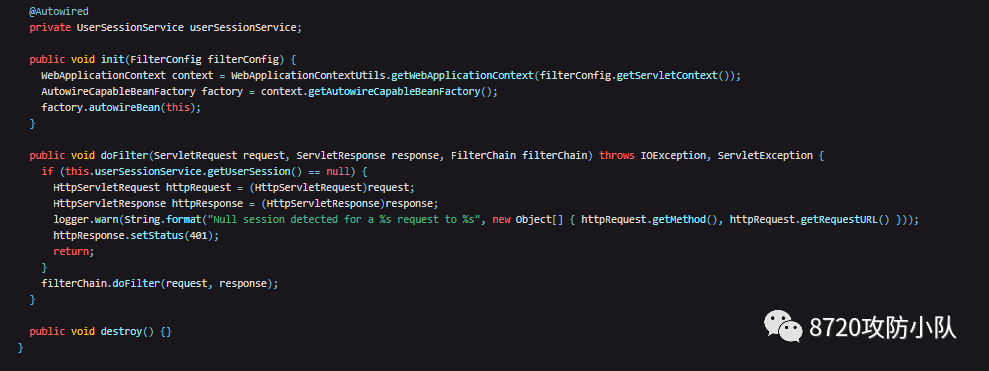 @Autowired
private UserSessionService userSessionService;
public void init(FilterConfig filterConfig) {
WebApplicationContext context = WebApplicationContextUtils.getWebApplicationContext(filterConfig.getServletContext());
AutowireCapableBeanFactory factory = context.getAutowireCapableBeanFactory();
factory.autowireBean(this);
}
public void doFilter(ServletRequest request, ServletResponse response, FilterChain filterChain) throws IOException, ServletException {
if (this.userSessionService.getUserSession() == null) {
HttpServletRequest httpRequest = (HttpServletRequest)request;
HttpServletResponse httpResponse = (HttpServletResponse)response;
logger.warn(String.format("Null session detected for a %s request to %s", new Object[] { httpRequest.getMethod(), httpRequest.getRequestURL() }));
httpResponse.setStatus(401);
return;
}
filterChain.doFilter(request, response);
}
public void destroy() {}
}
8720攻防小队